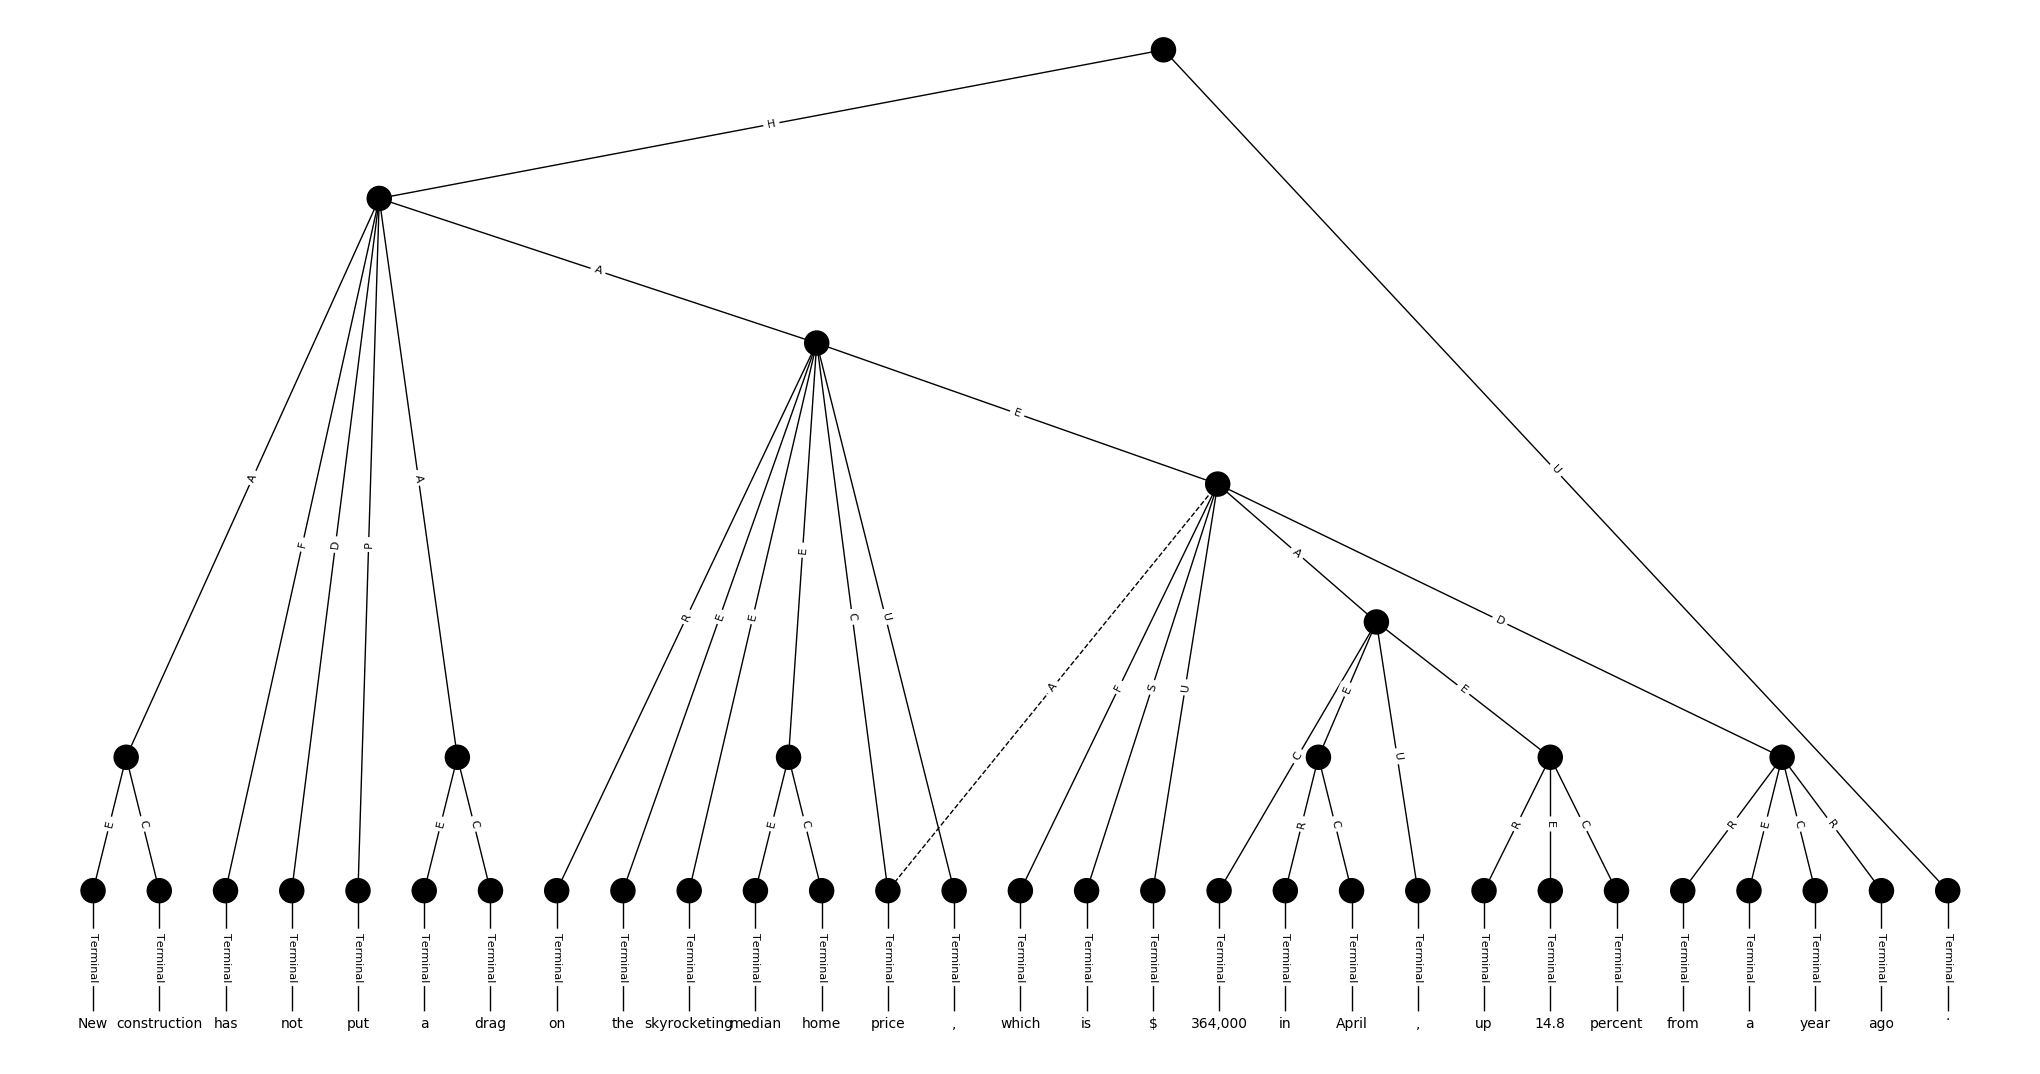 H
A
A
E
U
A
F
D
P
A
E
R
E
E
C
U
A
D
A
F
S
U
E
E
C
U
E
C
E
C
E
C
R
C
R
E
C
R
E
C
R
Terminal Terminal Terminal Terminal Terminal Terminal Terminal Terminal Terminal Terminal Terminal Terminal Terminal Terminal Terminal Terminal Terminal Terminal Terminal Terminal Terminal Terminal Terminal Terminal Terminal Terminal Terminal Terminal Terminal
New construction has not put a drag on the skyrocketing median home price , which is $ 364,000 in April , up 14.8 percent from a year ago .